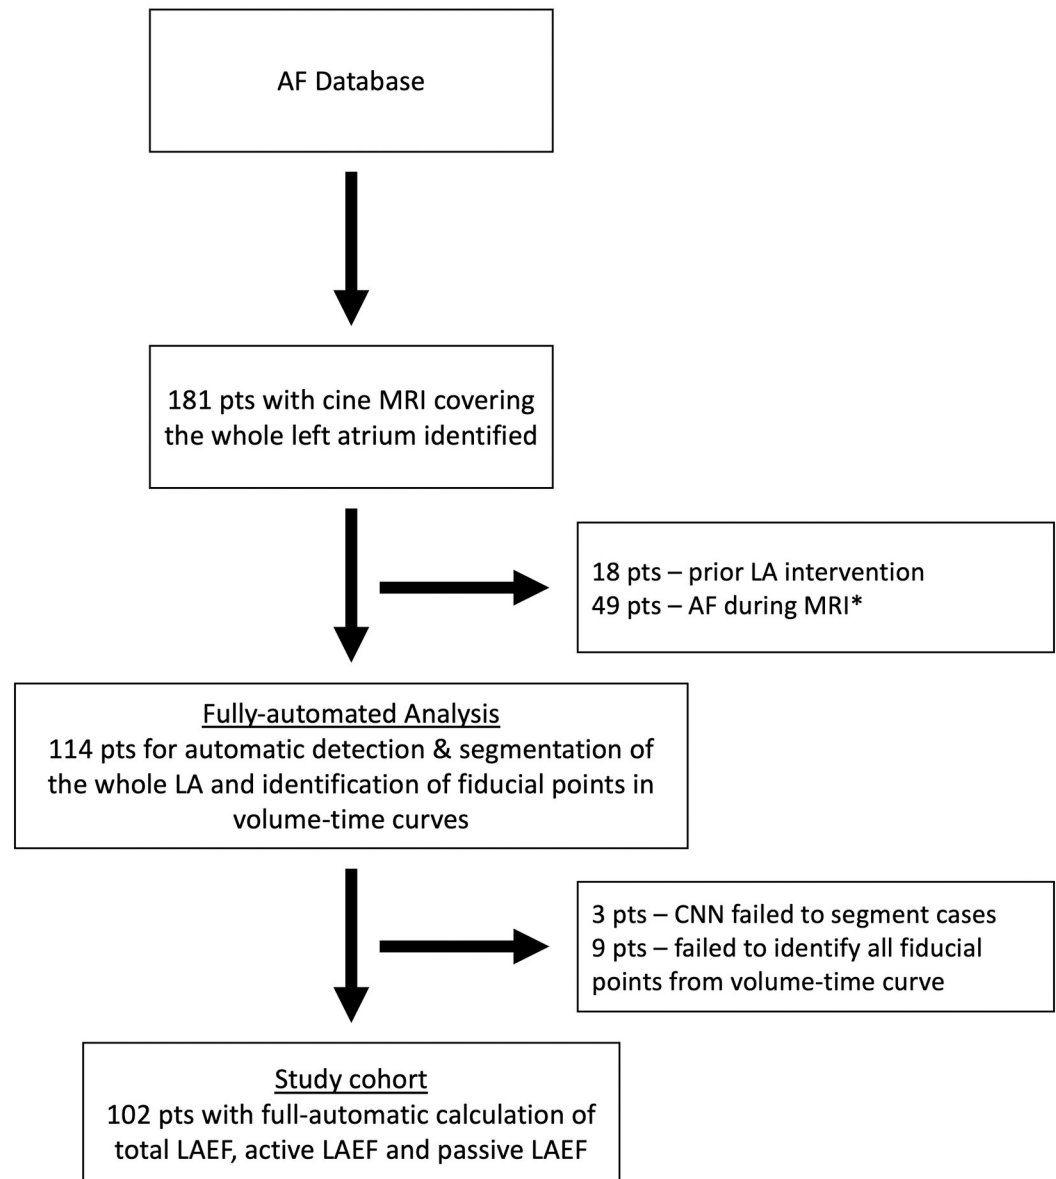 AF Database
181 pts with cine MRI covering
the whole left atrium identified
18 pts – prior LA intervention
49 pts – AF during MRI*
Fully-automated Analysis
114 pts for automatic detection & segmentation of
the whole LA and identification of fiducial points in
volume-time curves
3 pts – CNN failed to segment cases
9 pts – failed to identify all fiducial
points from volume-time curve
Study cohort
102 pts with full-automatic calculation of
total LAEF, active LAEF and passive LAEF